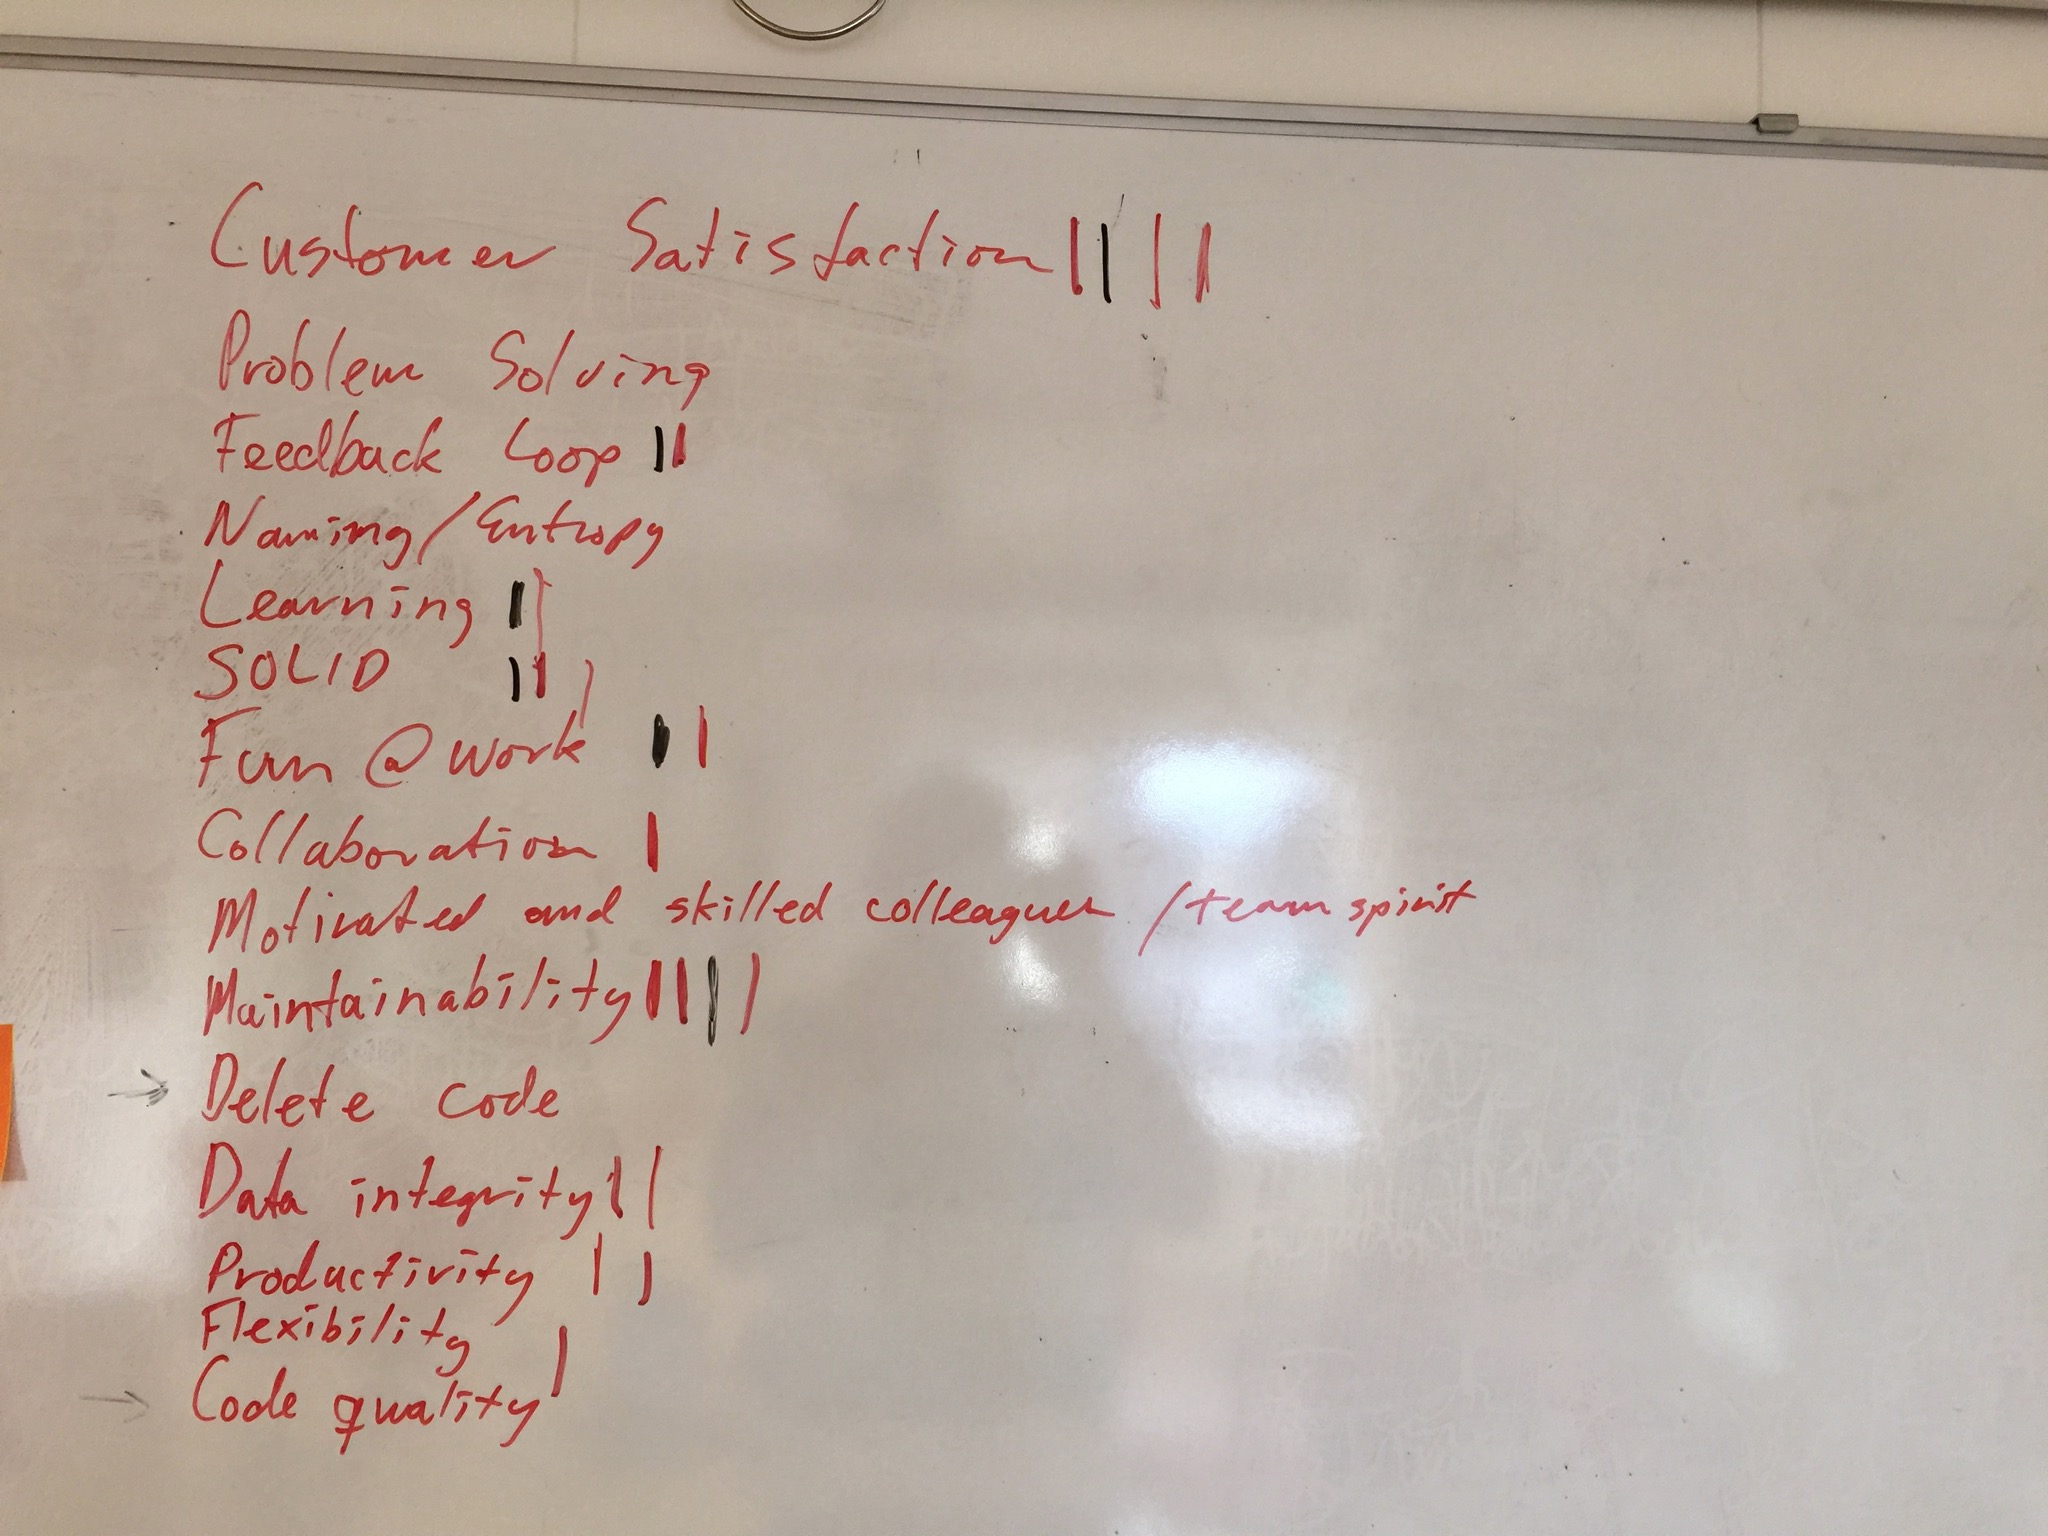 Customer Satisfaction ||||
Problem Solving
Feedback Loop ||
Naming/Entropy
Learning ||
SOLID |||
Fun @ work ||
Collaboration |
Motivated and skilled colleagues /team spirit
Maintainability ||||
→ Delete code
Data integrity ||
Productivity ||
Flexibility
→ Code quality |